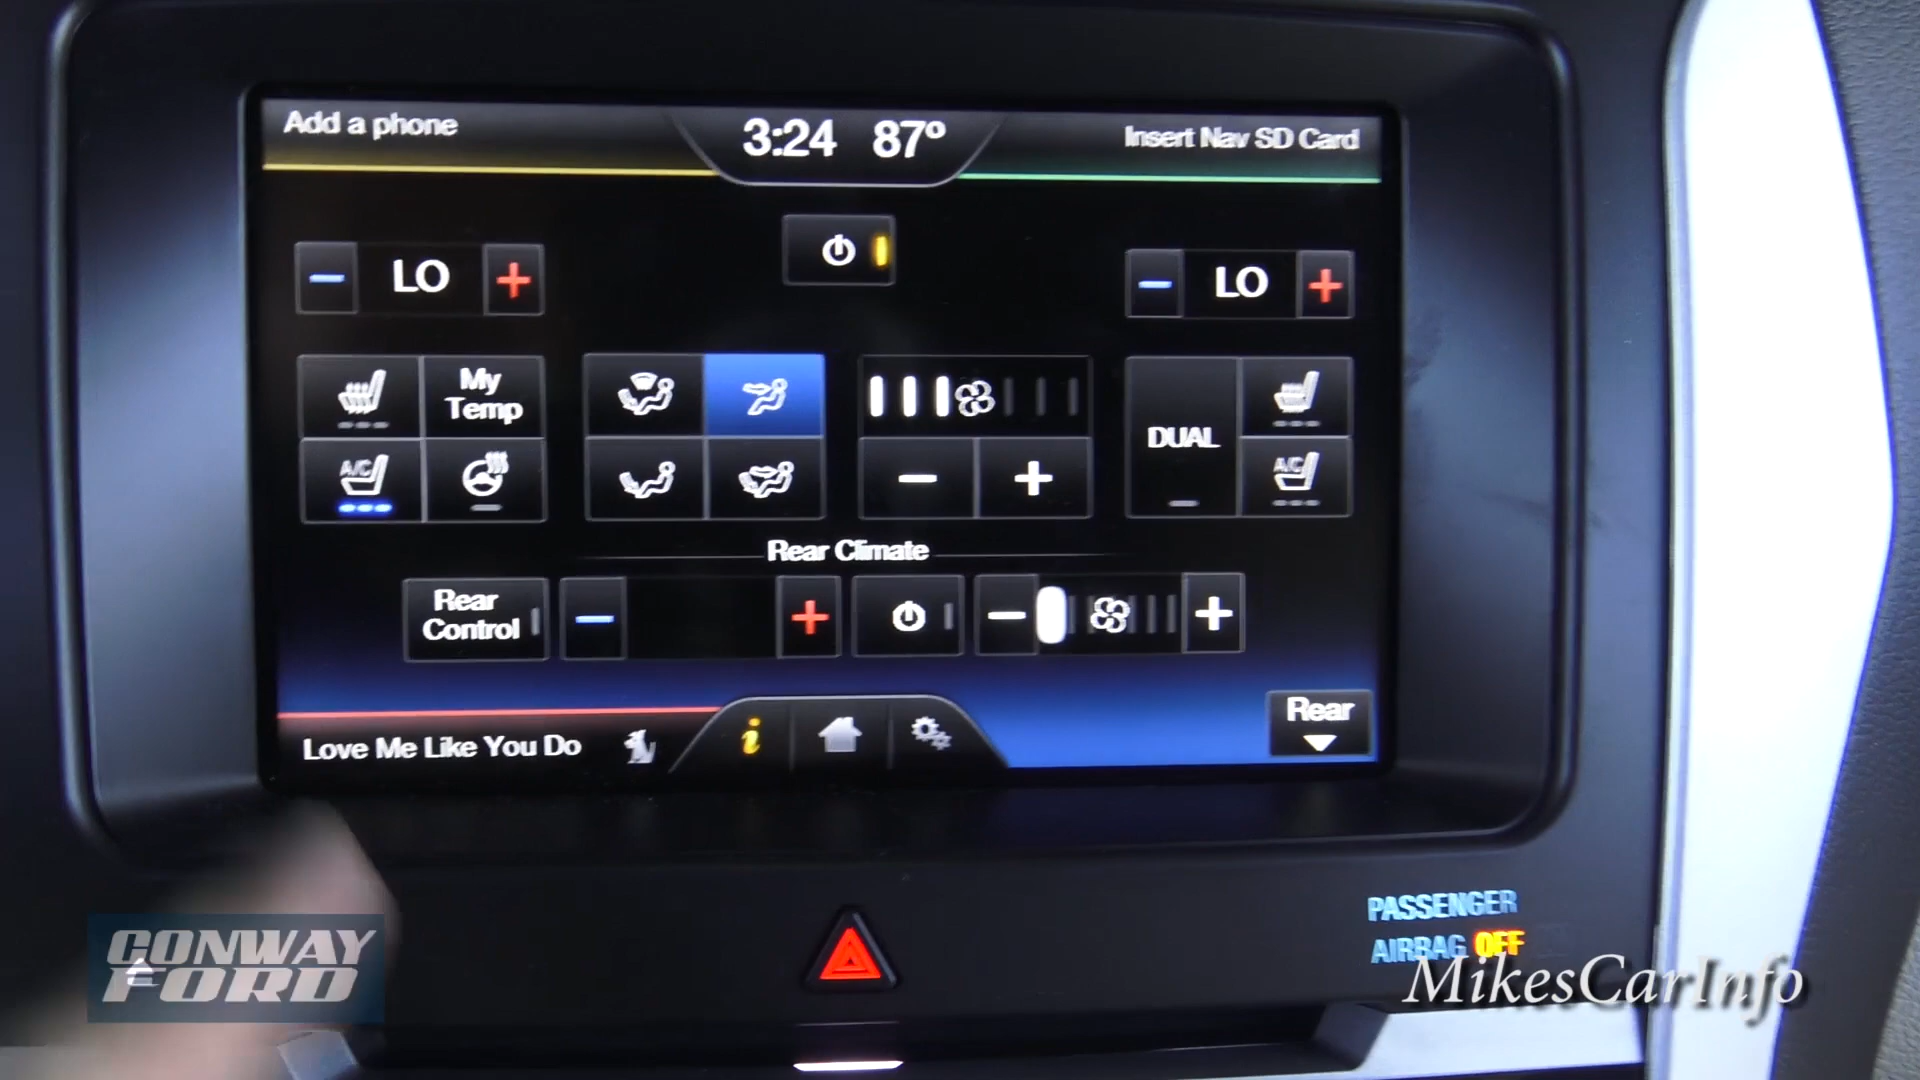 Add a phone
3:24 87º
Insert Nav SD Card
LO
LO
My
Temp
A/C
DUAL
A/C
Rear Climate
Rear
Control
Rear
Love Me Like You Do
i
PASSENGER
AIRBAG OFF
CONWAY
FORD
MikesCarInfo